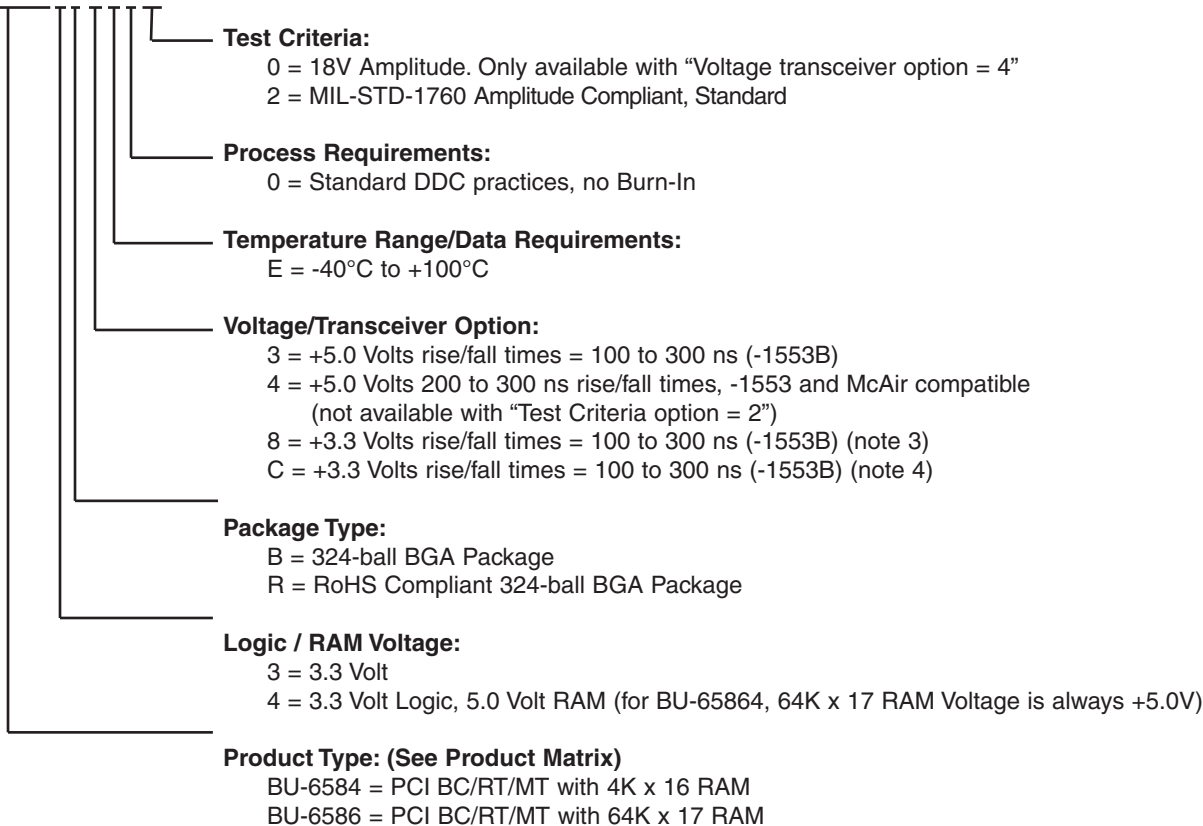 Test Criteria:
0 = 18V Amplitude. Only available with “Voltage transceiver option = 4”
2 = MIL-STD-1760 Amplitude Compliant, Standard
Process Requirements:
0 = Standard DDC practices, no Burn-In
Temperature Range/Data Requirements:
E = -40°C to +100°C
Voltage/Transceiver Option:
3 = +5.0 Volts rise/fall times = 100 to 300 ns (-1553B)
4 = +5.0 Volts 200 to 300 ns rise/fall times, -1553 and McAir compatible
(not available with “Test Criteria option = 2”)
8 = +3.3 Volts rise/fall times = 100 to 300 ns (-1553B) (note 3)
C = +3.3 Volts rise/fall times = 100 to 300 ns (-1553B) (note 4)
Package Type:
B = 324-ball BGA Package
R = RoHS Compliant 324-ball BGA Package
Logic / RAM Voltage:
3 = 3.3 Volt
4 = 3.3 Volt Logic, 5.0 Volt RAM (for BU-65864, 64K x 17 RAM Voltage is always +5.0V)
Product Type: (See Product Matrix)
BU-6584 = PCI BC/RT/MT with 4K x 16 RAM
BU-6586 = PCI BC/RT/MT with 64K x 17 RAM